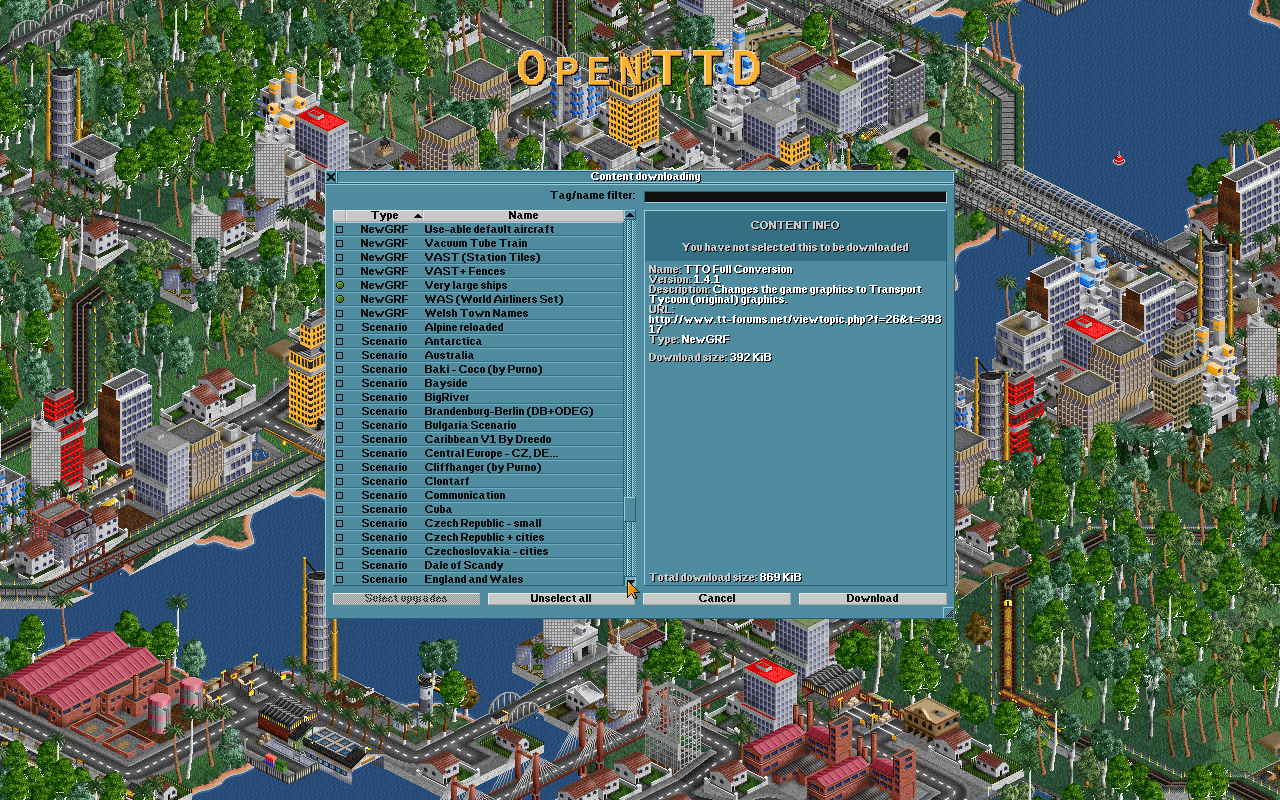 OpenTTD
Content downloading
Tag/name filter:
Type Name
NewGRF Use-able default aircraft
NewGRF Vacuum Tube Train
NewGRF VAST (Station Tiles)
NewGRF VAST+ Fences
NewGRF Very large ships
NewGRF WAS (World Airliners Set)
NewGRF Welsh Town Names
Scenario Alpine reloaded
Scenario Antarctica
Scenario Australia
Scenario Baki - Coco (by Purno)
Scenario Bayside
Scenario BigRiver
Scenario Brandenburg-Berlin (DB+ODEG)
Scenario Bulgaria Scenario
Scenario Caribbean V1 By Dreedo
Scenario Central Europe - CZ, DE...
Scenario Cliffhanger (by Purno)
Scenario Clontarf
Scenario Communication
Scenario Cuba
Scenario Czech Republic - small
Scenario Czech Republic + cities
Scenario Czechoslovakia - cities
Scenario Dale of Scandy
Scenario England and Wales
CONTENT INFO
You have not selected this to be downloaded
Name: TTO Full Conversion
Version: 1.4.1
Description: Changes the game graphics to Transport
Tycoon (original) graphics.
URL:
http://www.tt-forums.net/viewtopic.php?f=26&t=393
17
Type: NewGRF
Download size: 392 KiB
Total download size: 869 KiB
Select upgrades Unselect all Cancel Download